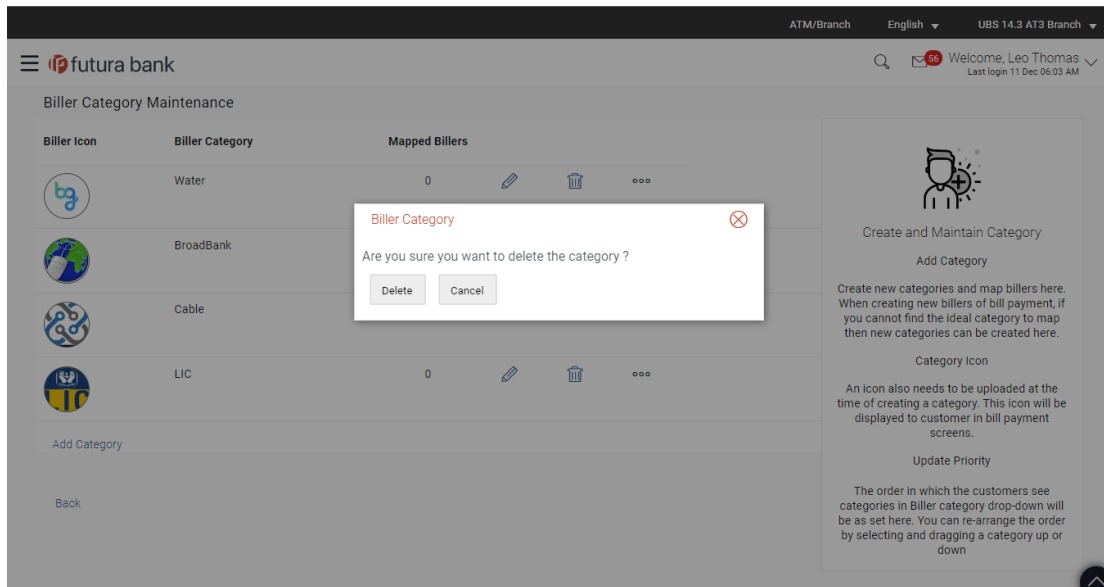 ATM/Branch English UBS 14.3 AT3 Branch
futura bank
56 Welcome, Leo Thomas
Last login 11 Dec 06:03 AM
Biller Category Maintenance
Biller Icon Biller Category Mapped Billers
bg Water 0
BroadBank
Cable
LIC LIC 0
Add Category
Back
Biller Category
Are you sure you want to delete the category ?
Delete Cancel
Create and Maintain Category
Add Category
Create new categories and map billers here.
When creating new billers of bill payment, if
you cannot find the ideal category to map
then new categories can be created here.
Category Icon
An icon also needs to be uploaded at the
time of creating a category. This icon will be
displayed to customer in bill payment
screens.
Update Priority
The order in which the customers see
categories in Biller category drop-down will
be as set here. You can re-arrange the order
by selecting and dragging a category up or
down